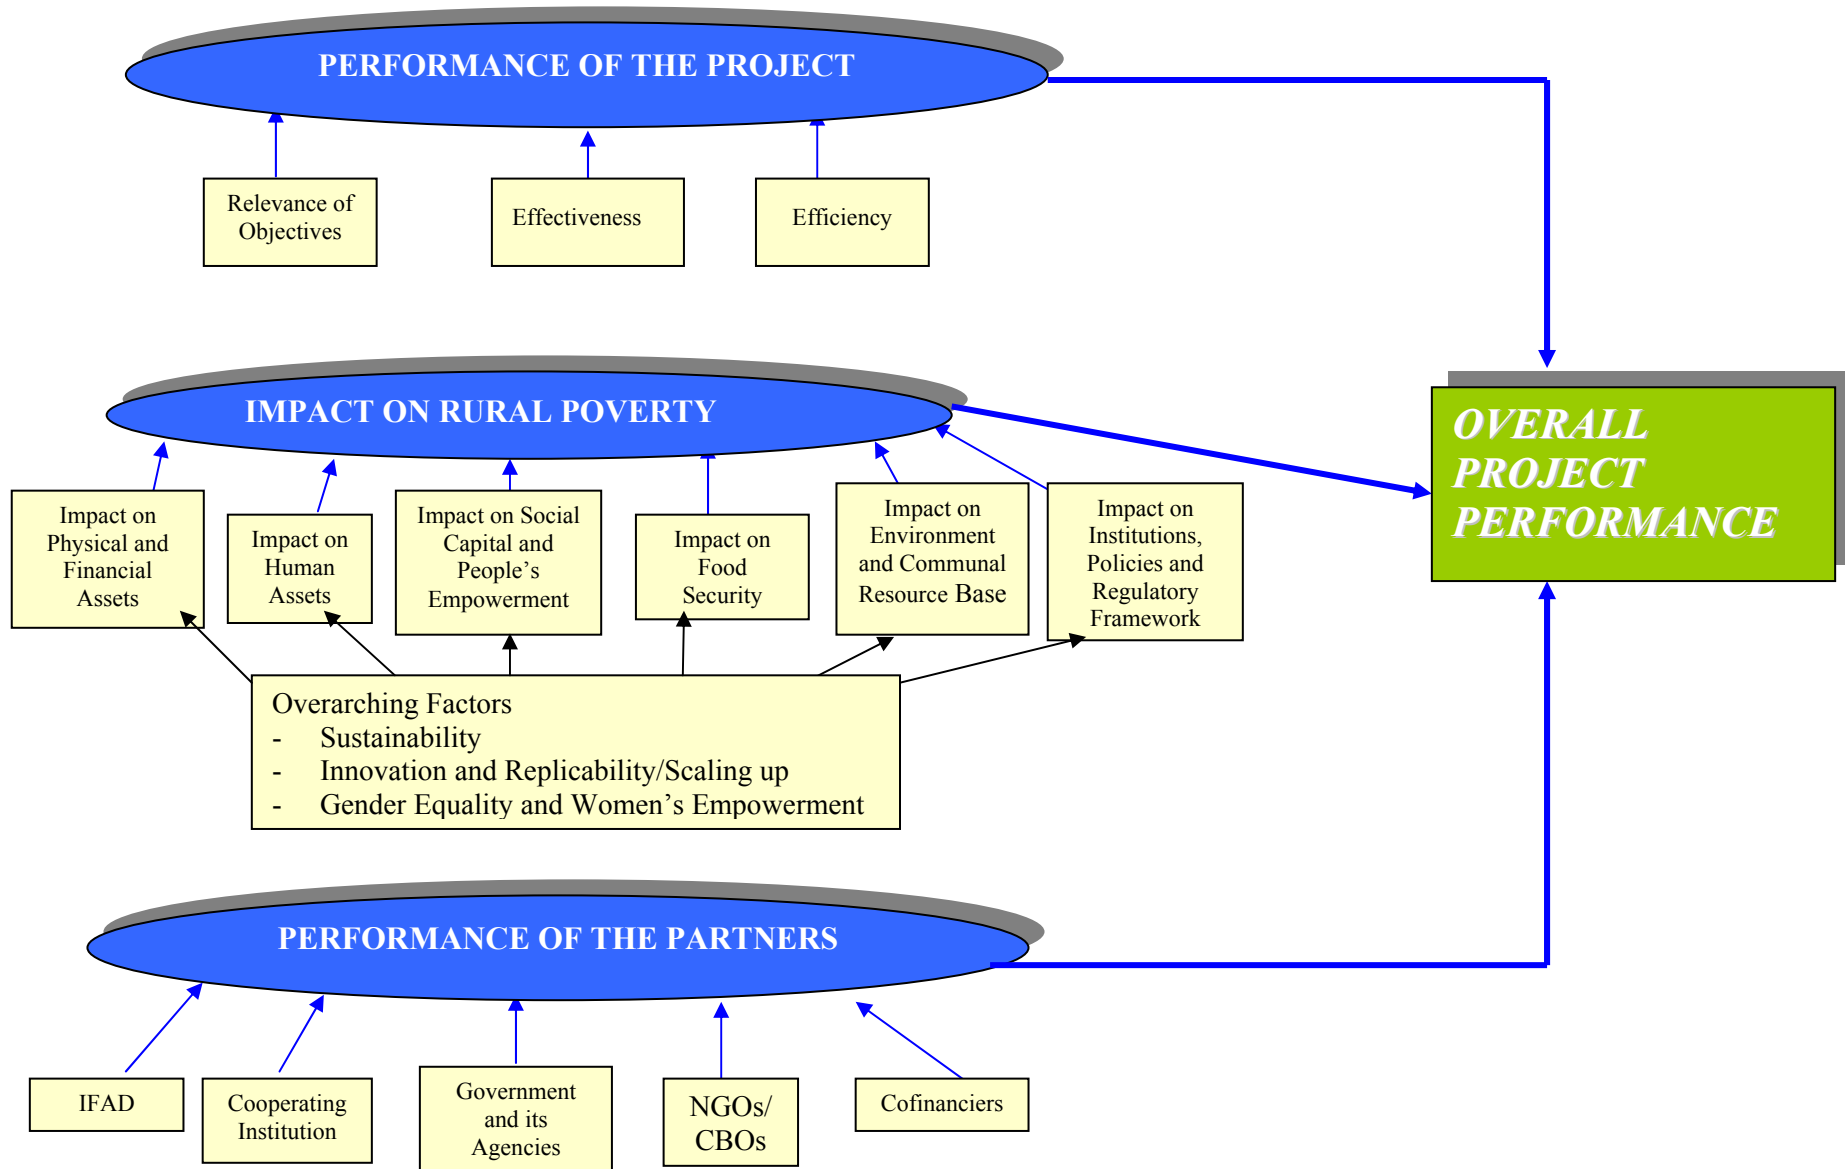 PERFORMANCE OF THE PROJECT
Relevance of
Objectives
Effectiveness
Efficiency
IMPACT ON RURAL POVERTY
OVERALL
PROJECT
PERFORMANCE
Impact on
Physical and
Financial
Assets
Impact on
Human
Assets
Impact on Social
Capital and
People’s
Empowerment
Impact on
Food
Security
Impact on
Environment
and Communal
Resource Base
Impact on
Institutions,
Policies and
Regulatory
Framework
Overarching Factors
- Sustainability
- Innovation and Replicability/Scaling up
- Gender Equality and Women’s Empowerment
PERFORMANCE OF THE PARTNERS
IFAD
Cooperating
Institution
Government
and its
Agencies
NGOs/
CBOs
Cofinanciers